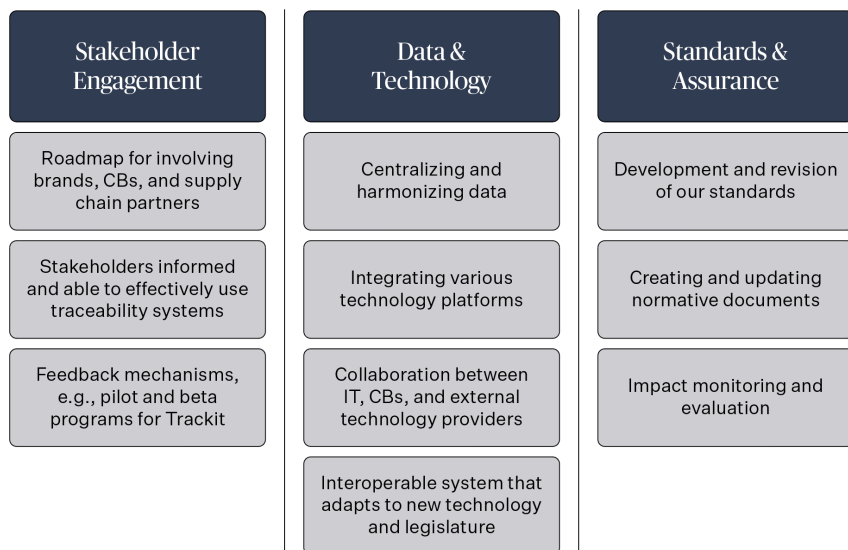 Stakeholder
Engagement
Roadmap for involving
brands, CBs, and supply
chain partners
Stakeholders informed
and able to effectively use
traceability systems
Feedback mechanisms,
e.g., pilot and beta
programs for Trackit
Data &
Technology
Centralizing and
harmonizing data
Integrating various
technology platforms
Collaboration between
IT, CBs, and external
technology providers
Interoperable system that
adapts to new technology
and legislature
Standards &
Assurance
Development and revision
of our standards
Creating and updating
normative documents
Impact monitoring and
evaluation